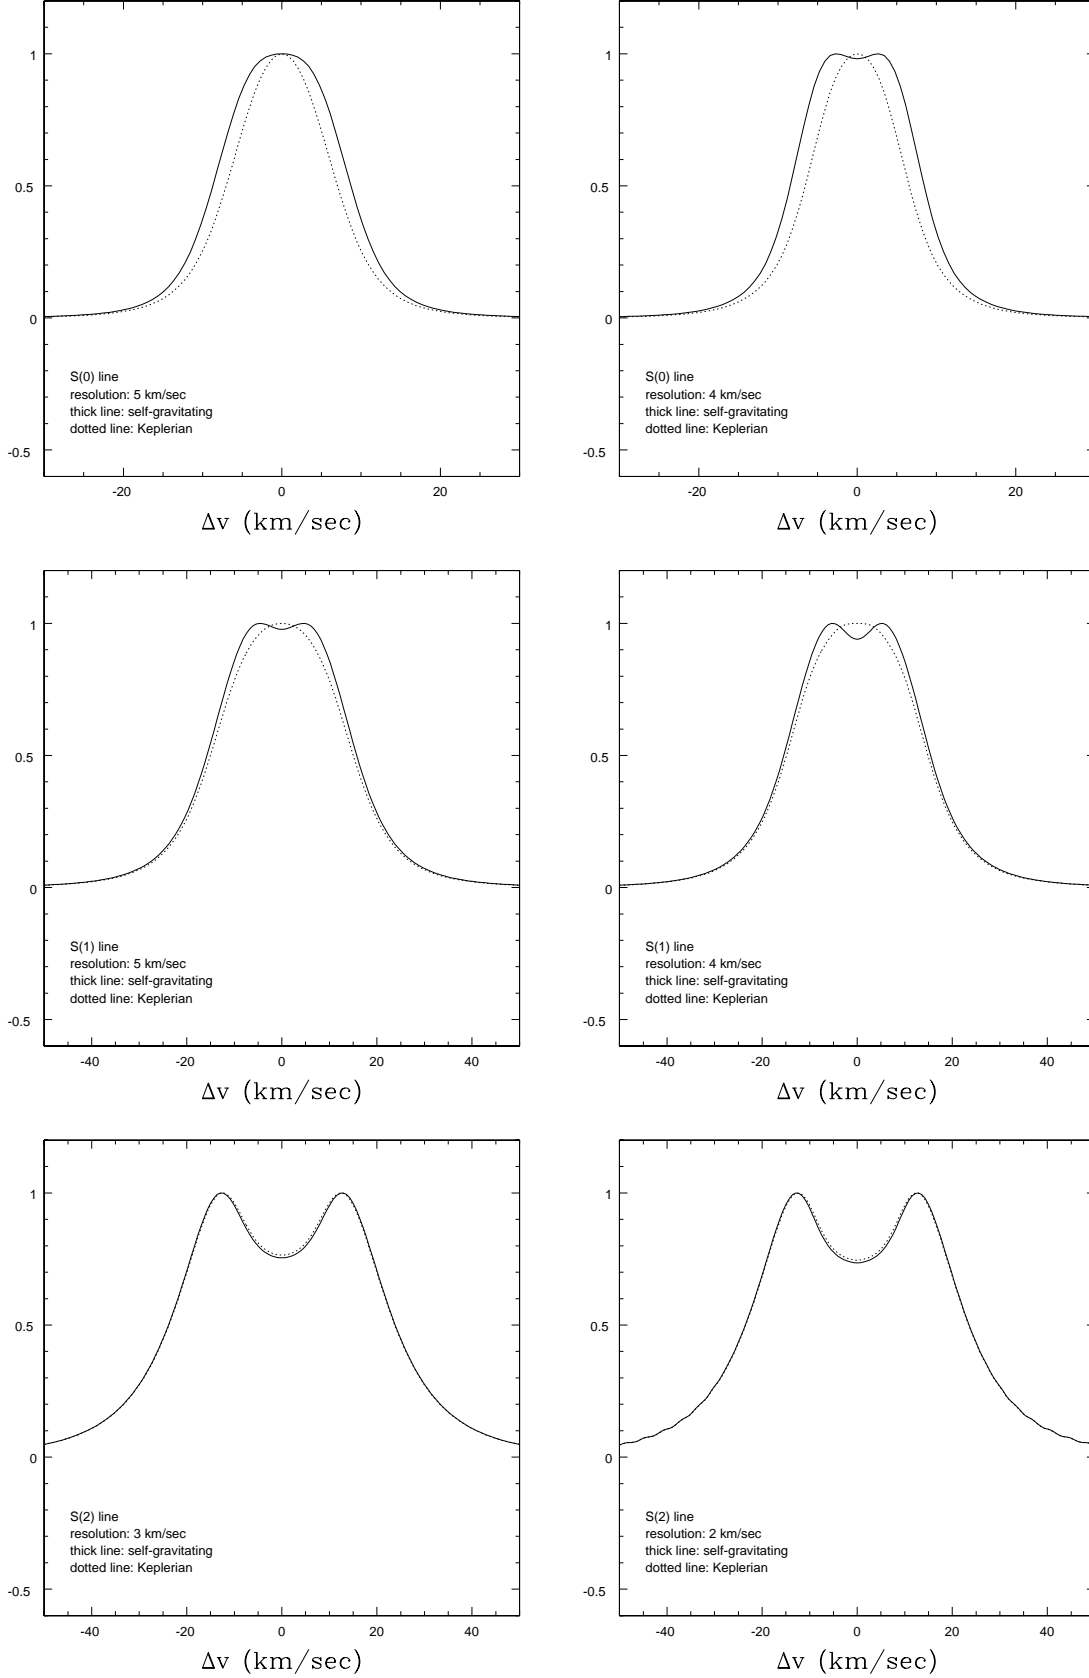 1
0.5
0
-0.5
S(0) line
resolution: 5 km/sec
thick line: self-gravitating
dotted line: Keplerian
-20
0
20
Δv (km/sec)
1
0.5
0
-0.5
S(0) line
resolution: 4 km/sec
thick line: self-gravitating
dotted line: Keplerian
-20
0
20
Δv (km/sec)
1
0.5
0
-0.5
S(1) line
resolution: 5 km/sec
thick line: self-gravitating
dotted line: Keplerian
-40
-20
0
20
40
Δv (km/sec)
1
0.5
0
-0.5
S(1) line
resolution: 4 km/sec
thick line: self-gravitating
dotted line: Keplerian
-40
-20
0
20
40
Δv (km/sec)
1
0.5
0
-0.5
S(2) line
resolution: 3 km/sec
thick line: self-gravitating
dotted line: Keplerian
-40
-20
0
20
40
Δv (km/sec)
1
0.5
0
-0.5
S(2) line
resolution: 2 km/sec
thick line: self-gravitating
dotted line: Keplerian
-40
-20
0
20
40
Δv (km/sec)